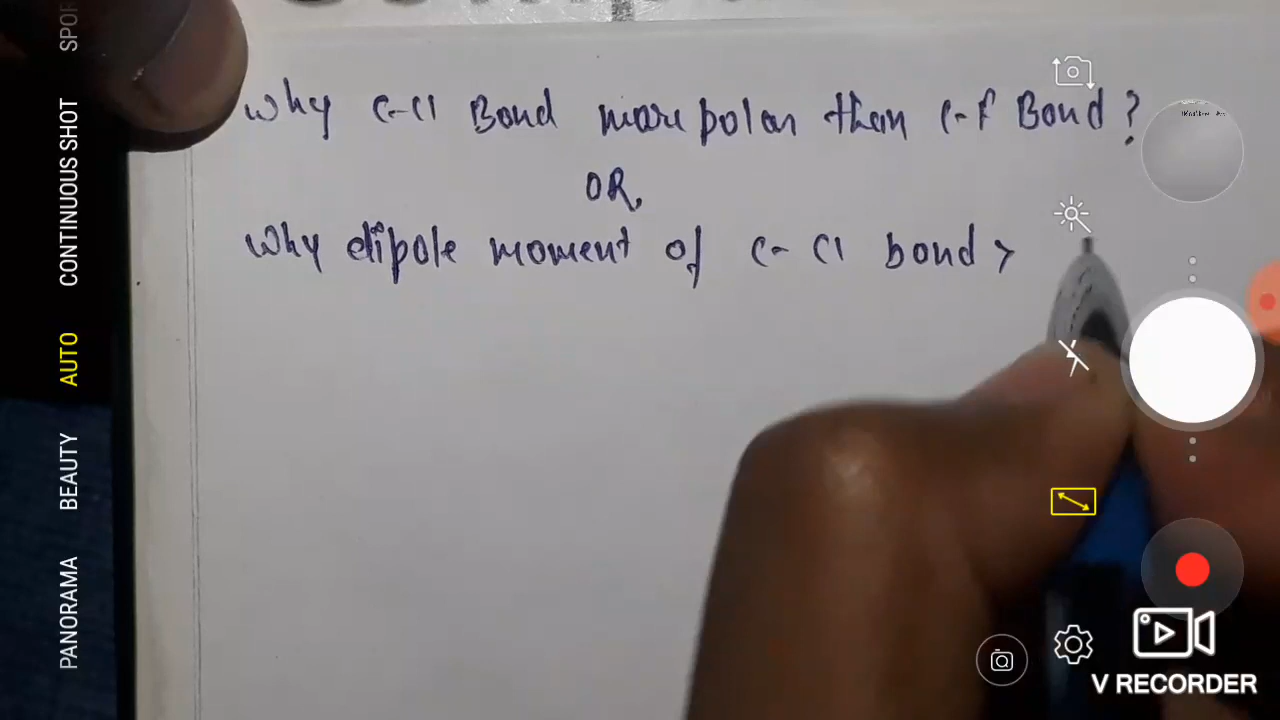 Why C-Cl Bond more polar than C-F Bond?
OR,
Why dipole moment of C-Cl bond >
PANORAMA BEAUTY AUTO CONTINUOUS SHOT SPOR
V RECORDER